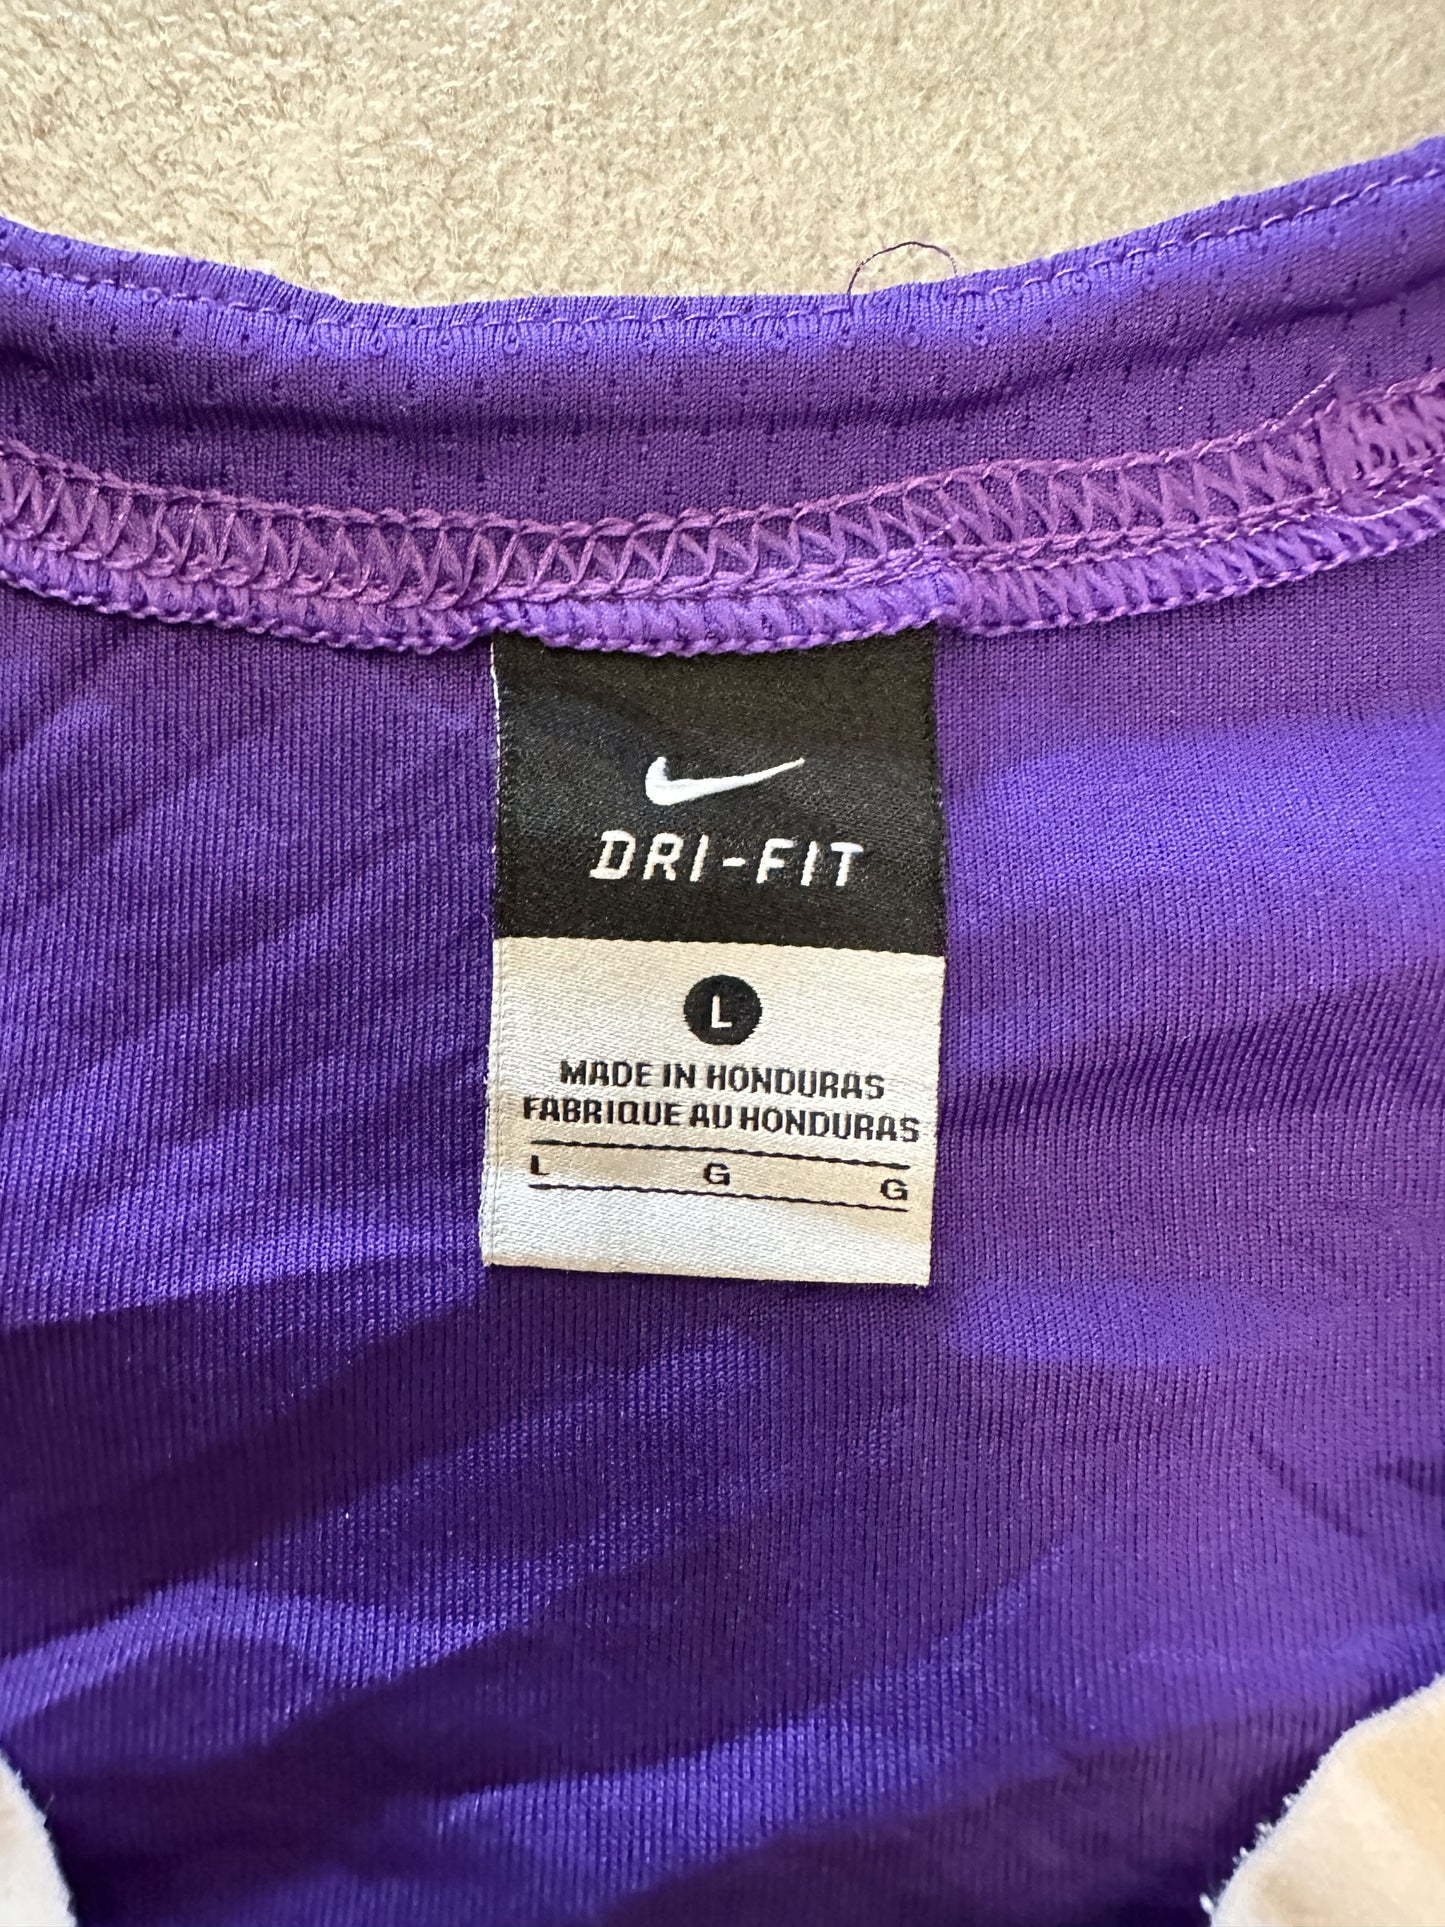 DRI-FIT
L
MADE IN HONDURAS
FABRIQUE AU HONDURAS
L G G